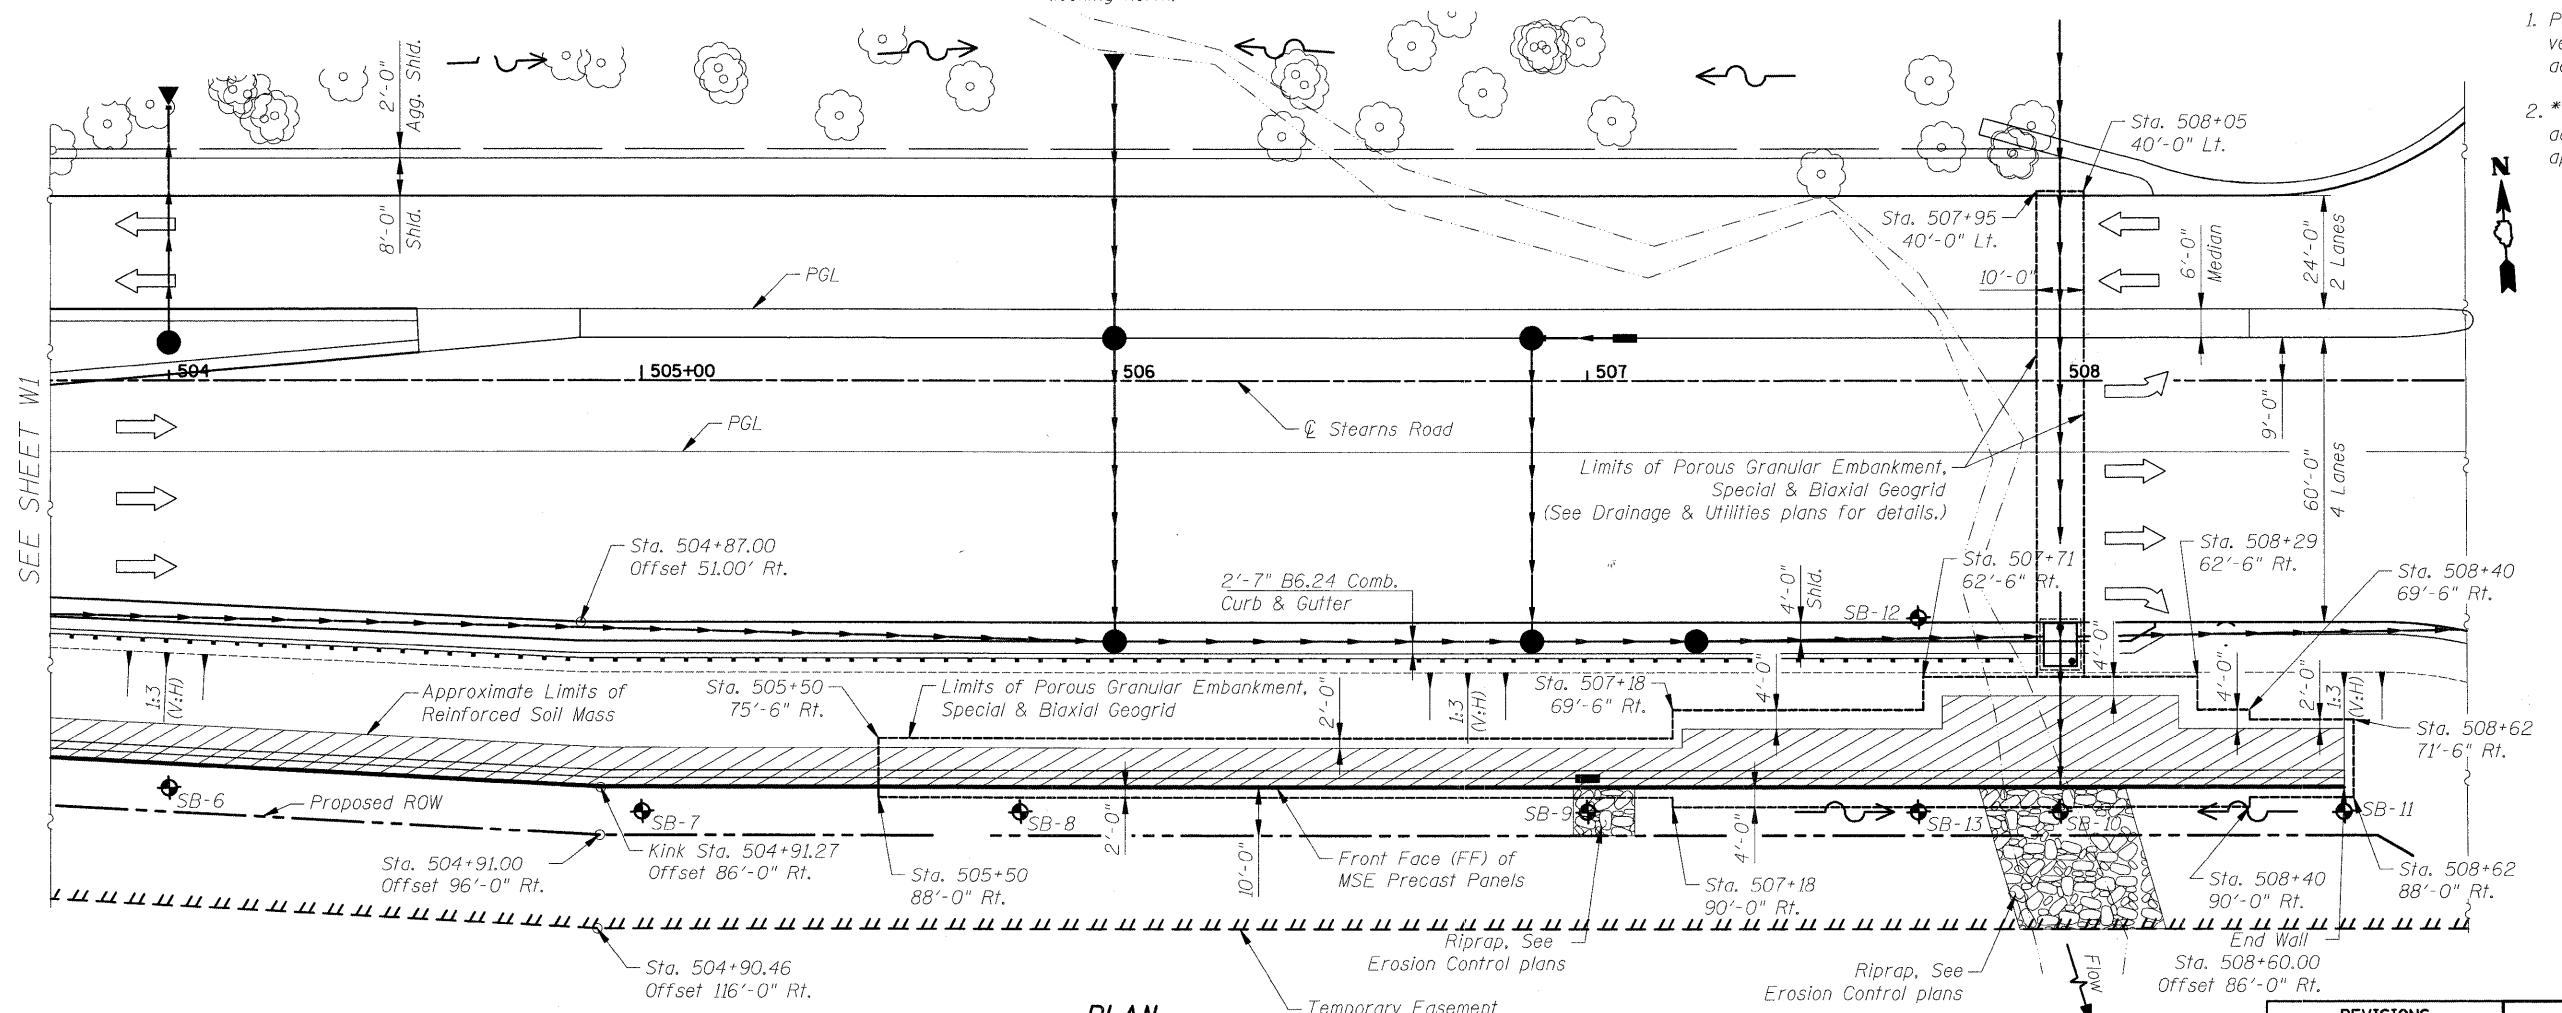 2'-0"
Agg. Shld.
8'-0"
Shld.
Sta. 508+05
40'-0" Lt.
Sta. 507+95
40'-0" Lt.
10'-0"
6'-0"
Median
24'-0"
2 Lanes
N
1. P
2. *
PGL
504
505+00
506
507
508
SEE SHEET W1
PGL
℄ Stearns Road
9'-0"
60'-0"
4 Lanes
Limits of Porous Granular Embankment,
Special & Biaxial Geogrid
(See Drainage & Utilities plans for details.)
Sta. 504+87.00
Offset 51.00' Rt.
2'-7" B6.24 Comb.
Curb & Gutter
4'-0"
Shld.
SB-12
Sta. 507+71
62'-6" Rt.
Sta. 508+29
62'-6" Rt.
Sta. 508+40
69'-6" Rt.
1:3
(V:H)
Approximate Limits of
Reinforced Soil Mass
Sta. 505+50
75'-6" Rt.
Limits of Porous Granular Embankment,
Special & Biaxial Geogrid
2'-0"
1:3
(V:H)
Sta. 507+18
69'-6" Rt.
4'-0"
4'-0"
4'-0"
2'-0"
1:3
(V:H)
Sta. 508+62
71'-6" Rt.
SB-6
Proposed ROW
SB-7
SB-8
SB-9
SB-13
SB-10
SB-11
Sta. 504+91.00
Offset 96'-0" Rt.
Kink Sta. 504+91.27
Offset 86'-0" Rt.
Sta. 505+50
88'-0" Rt.
2'-0"
10'-0"
Front Face (FF) of
MSE Precast Panels
4'-0"
Sta. 507+18
90'-0" Rt.
Sta. 508+40
90'-0" Rt.
Sta. 508+62
88'-0" Rt.
Riprap, See
Erosion Control plans
Riprap, See
Erosion Control plans
Flow
End Wall
Sta. 508+60.00
Offset 86'-0" Rt.
Sta. 504+90.46
Offset 116'-0" Rt.
PLAN
Temporary Easement
REVISIONS